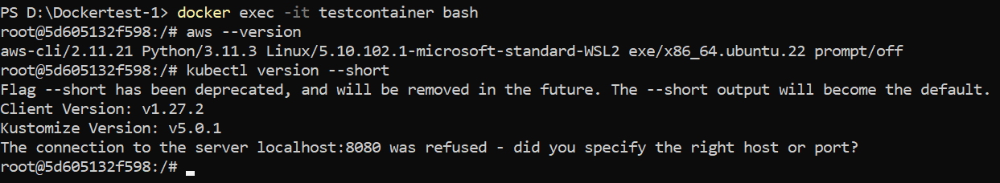 PS D:\Dockertest-1> docker exec -it testcontainer bash
root@5d605132f598:/# aws --version
aws-cli/2.11.21 Python/3.11.3 Linux/5.10.102.1-microsoft-standard-WSL2 exe/x86_64.ubuntu.22 prompt/off
root@5d605132f598:/# kubectl version --short
Flag --short has been deprecated, and will be removed in the future. The --short output will become the default.
Client Version: v1.27.2
Kustomize Version: v5.0.1
The connection to the server localhost:8080 was refused - did you specify the right host or port?
root@5d605132f598:/#